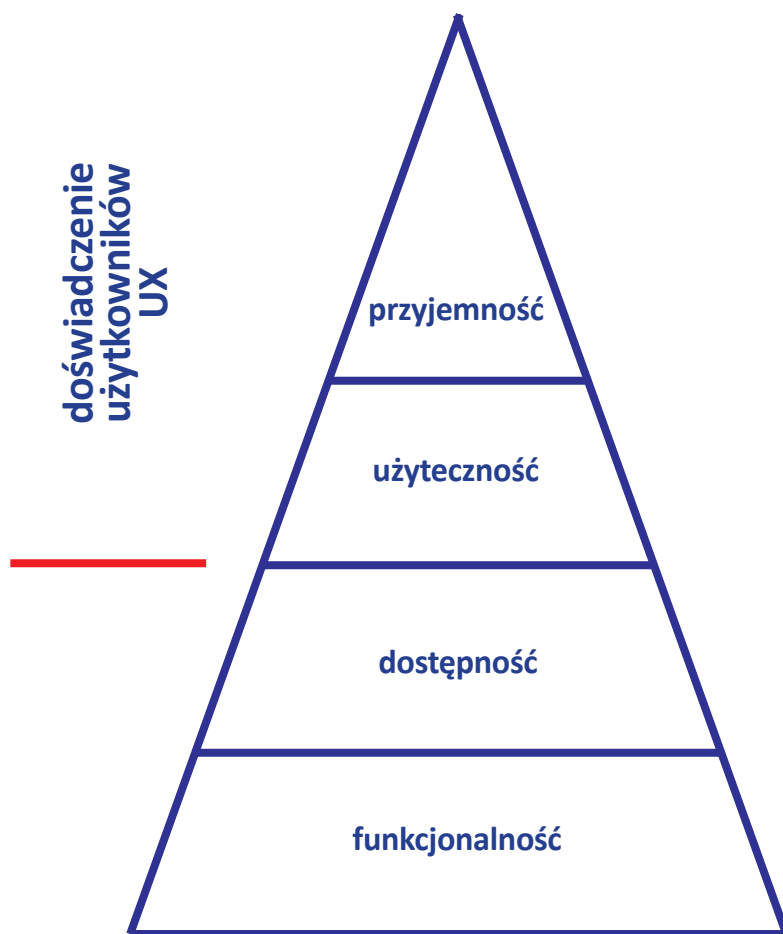 doświadczenie
użytkowników
UX
przyjemność
użyteczność
dostępność
funkcjonalność